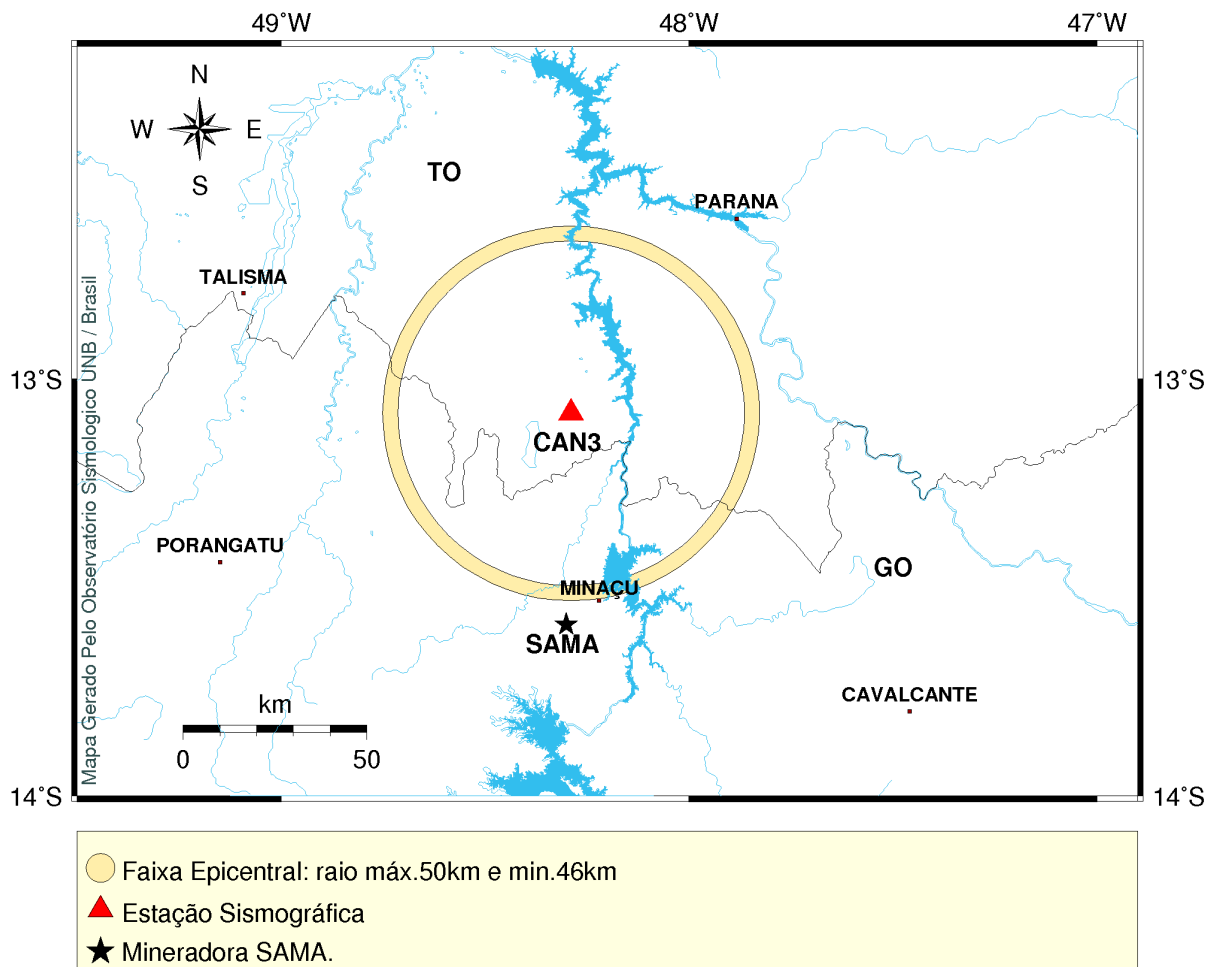 49°W 48°W 47°W
N
W E
S
TO
PARANA
TALISMA
Mapa Gerado Pelo Observatório Sismologico UNB / Brasil
13°S 13°S
CAN3
PORANGATU
GO
MINAÇU
SAMA
CAVALCANTE
km
0 50
14°S 14°S
Faixa Epicentral: raio máx.50km e min.46km
Estação Sismográfica
Mineradora SAMA.